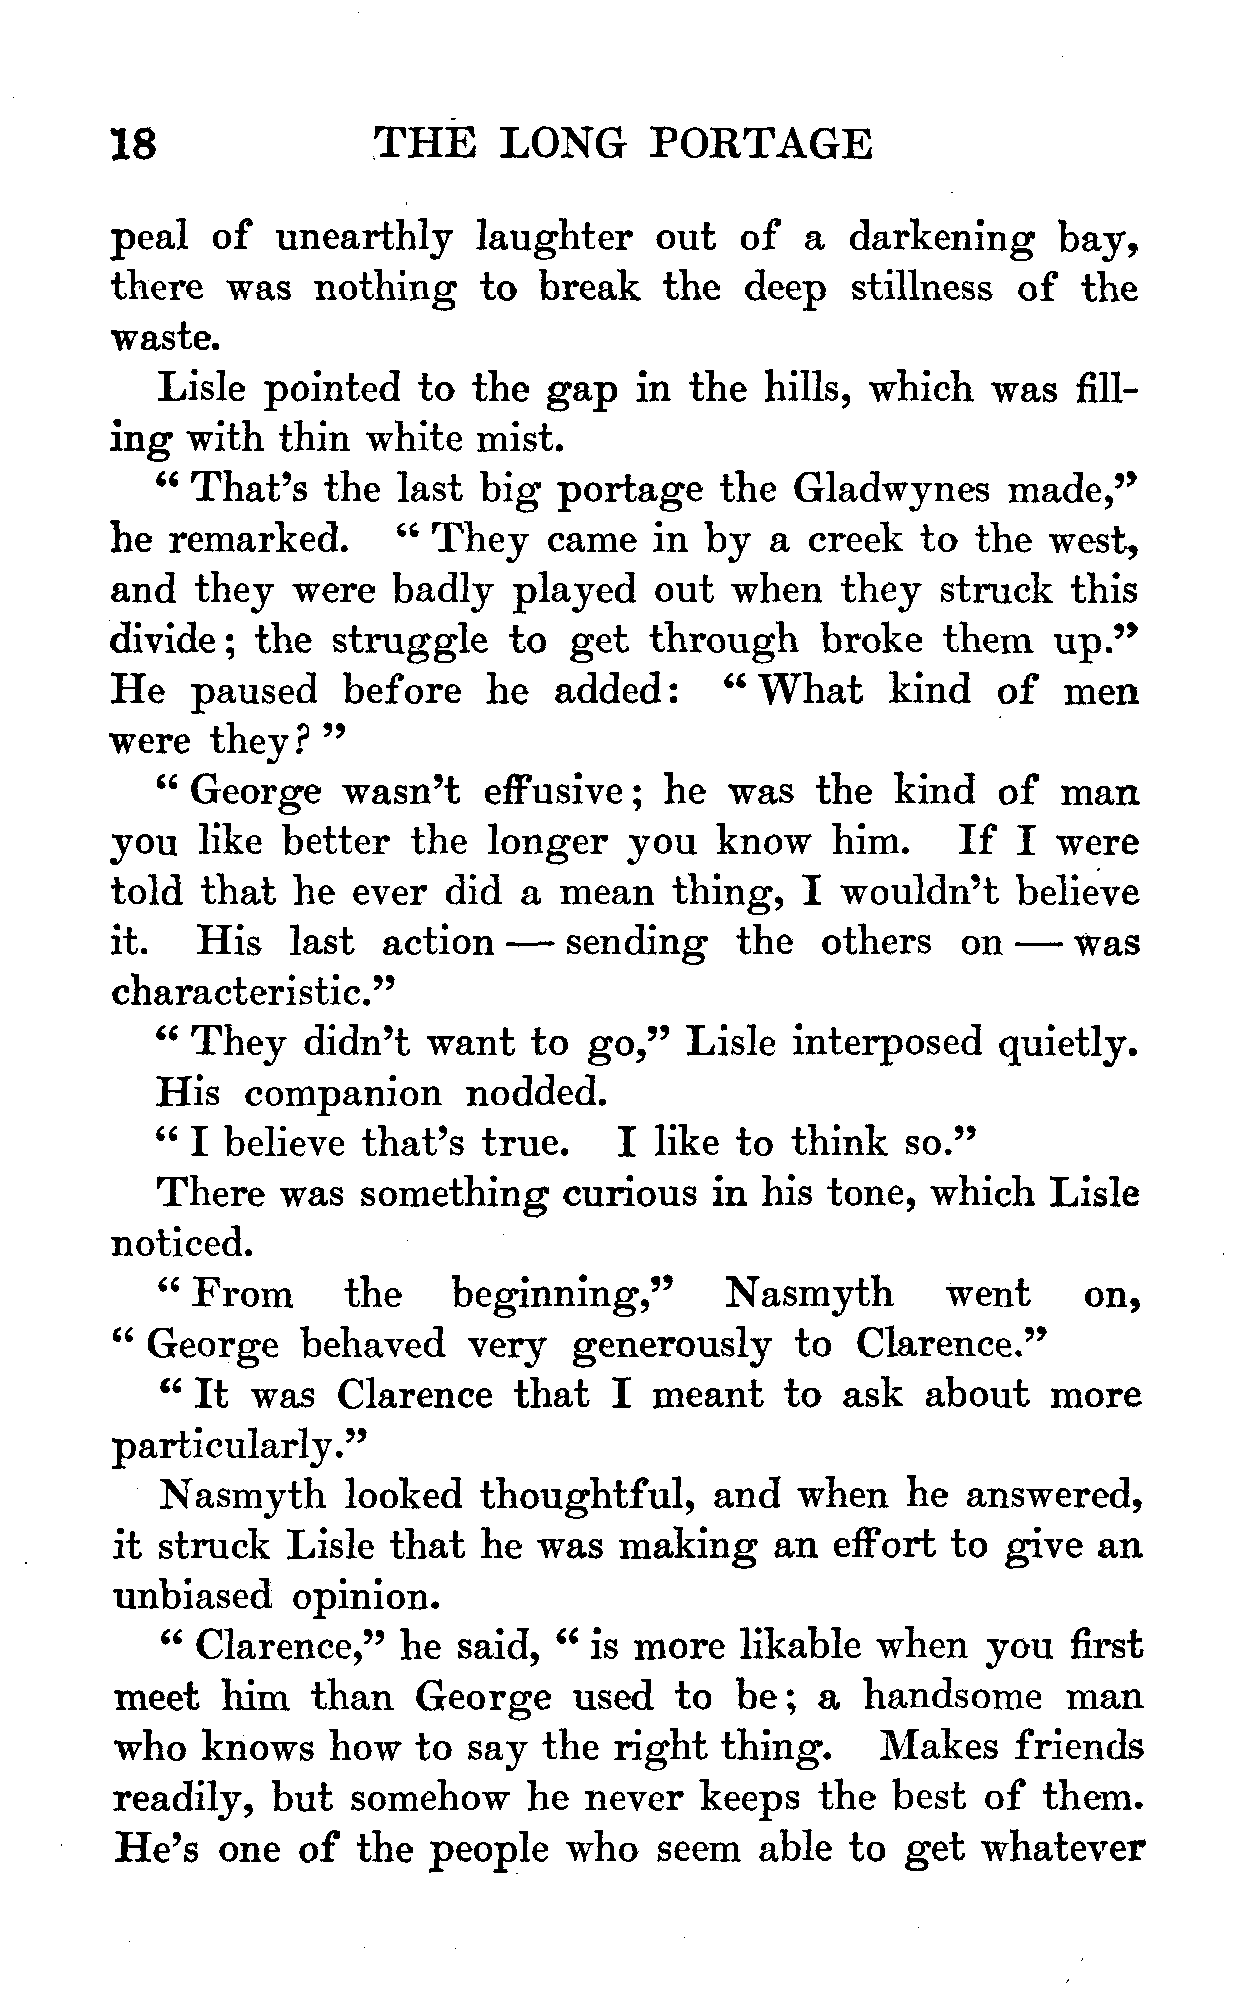 18 THE LONG PORTAGE
peal of unearthly laughter out of a darkening bay,
there was nothing to break the deep stillness of the
waste.
Lisle pointed to the gap in the hills, which was fill-
ing with thin white mist.
“ That’s the last big portage the Gladwynes made,”
he remarked. “ They came in by a creek to the west,
and they were badly played out when they struck this
divide ; the struggle to get through broke them up.”
He paused before he added: “ What kind of men
were they? ”
“ George wasn’t effusive ; he was the kind of man
you like better the longer you know him. If I were
told that he ever did a mean thing, I wouldn’t believe
it. His last action — sending the others on — was
characteristic.”
“ They didn’t want to go,” Lisle interposed quietly.
His companion nodded.
“ I believe that’s true. I like to think so.”
There was something curious in his tone, which Lisle
noticed.
“ From the beginning,” Nasmyth went on,
“ George behaved very generously to Clarence.”
“ It was Clarence that I meant to ask about more
particularly.”
Nasmyth looked thoughtful, and when he answered,
it struck Lisle that he was making an effort to give an
unbiased opinion.
“ Clarence,” he said, “ is more likable when you first
meet him than George used to be ; a handsome man
who knows how to say the right thing. Makes friends
readily, but somehow he never keeps the best of them.
He’s one of the people who seem able to get whatever